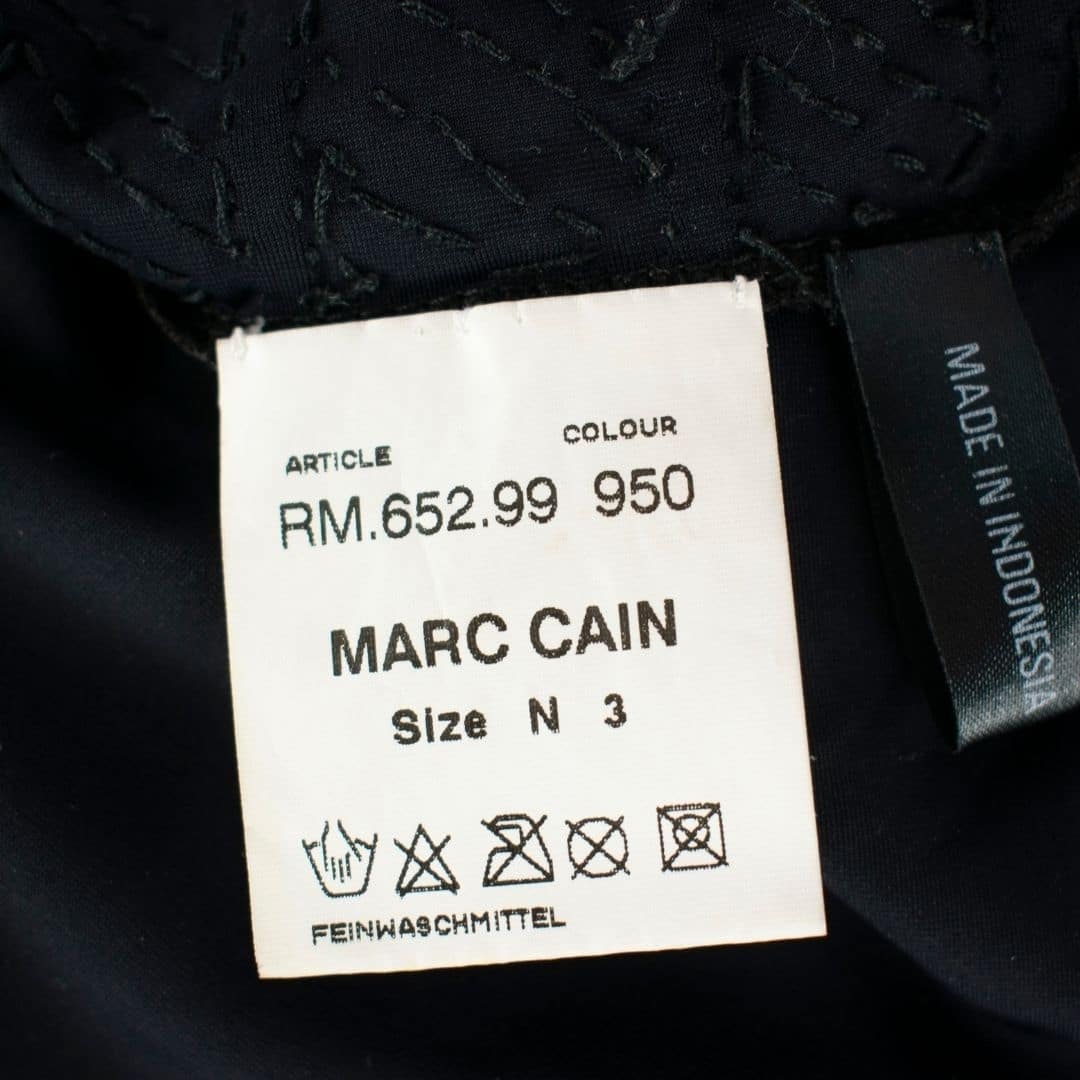 ARTICLE COLOUR
RM.652.99 950
MARC CAIN
Size N 3
FEINWASCHMITTEL
MADE IN INDONESIA